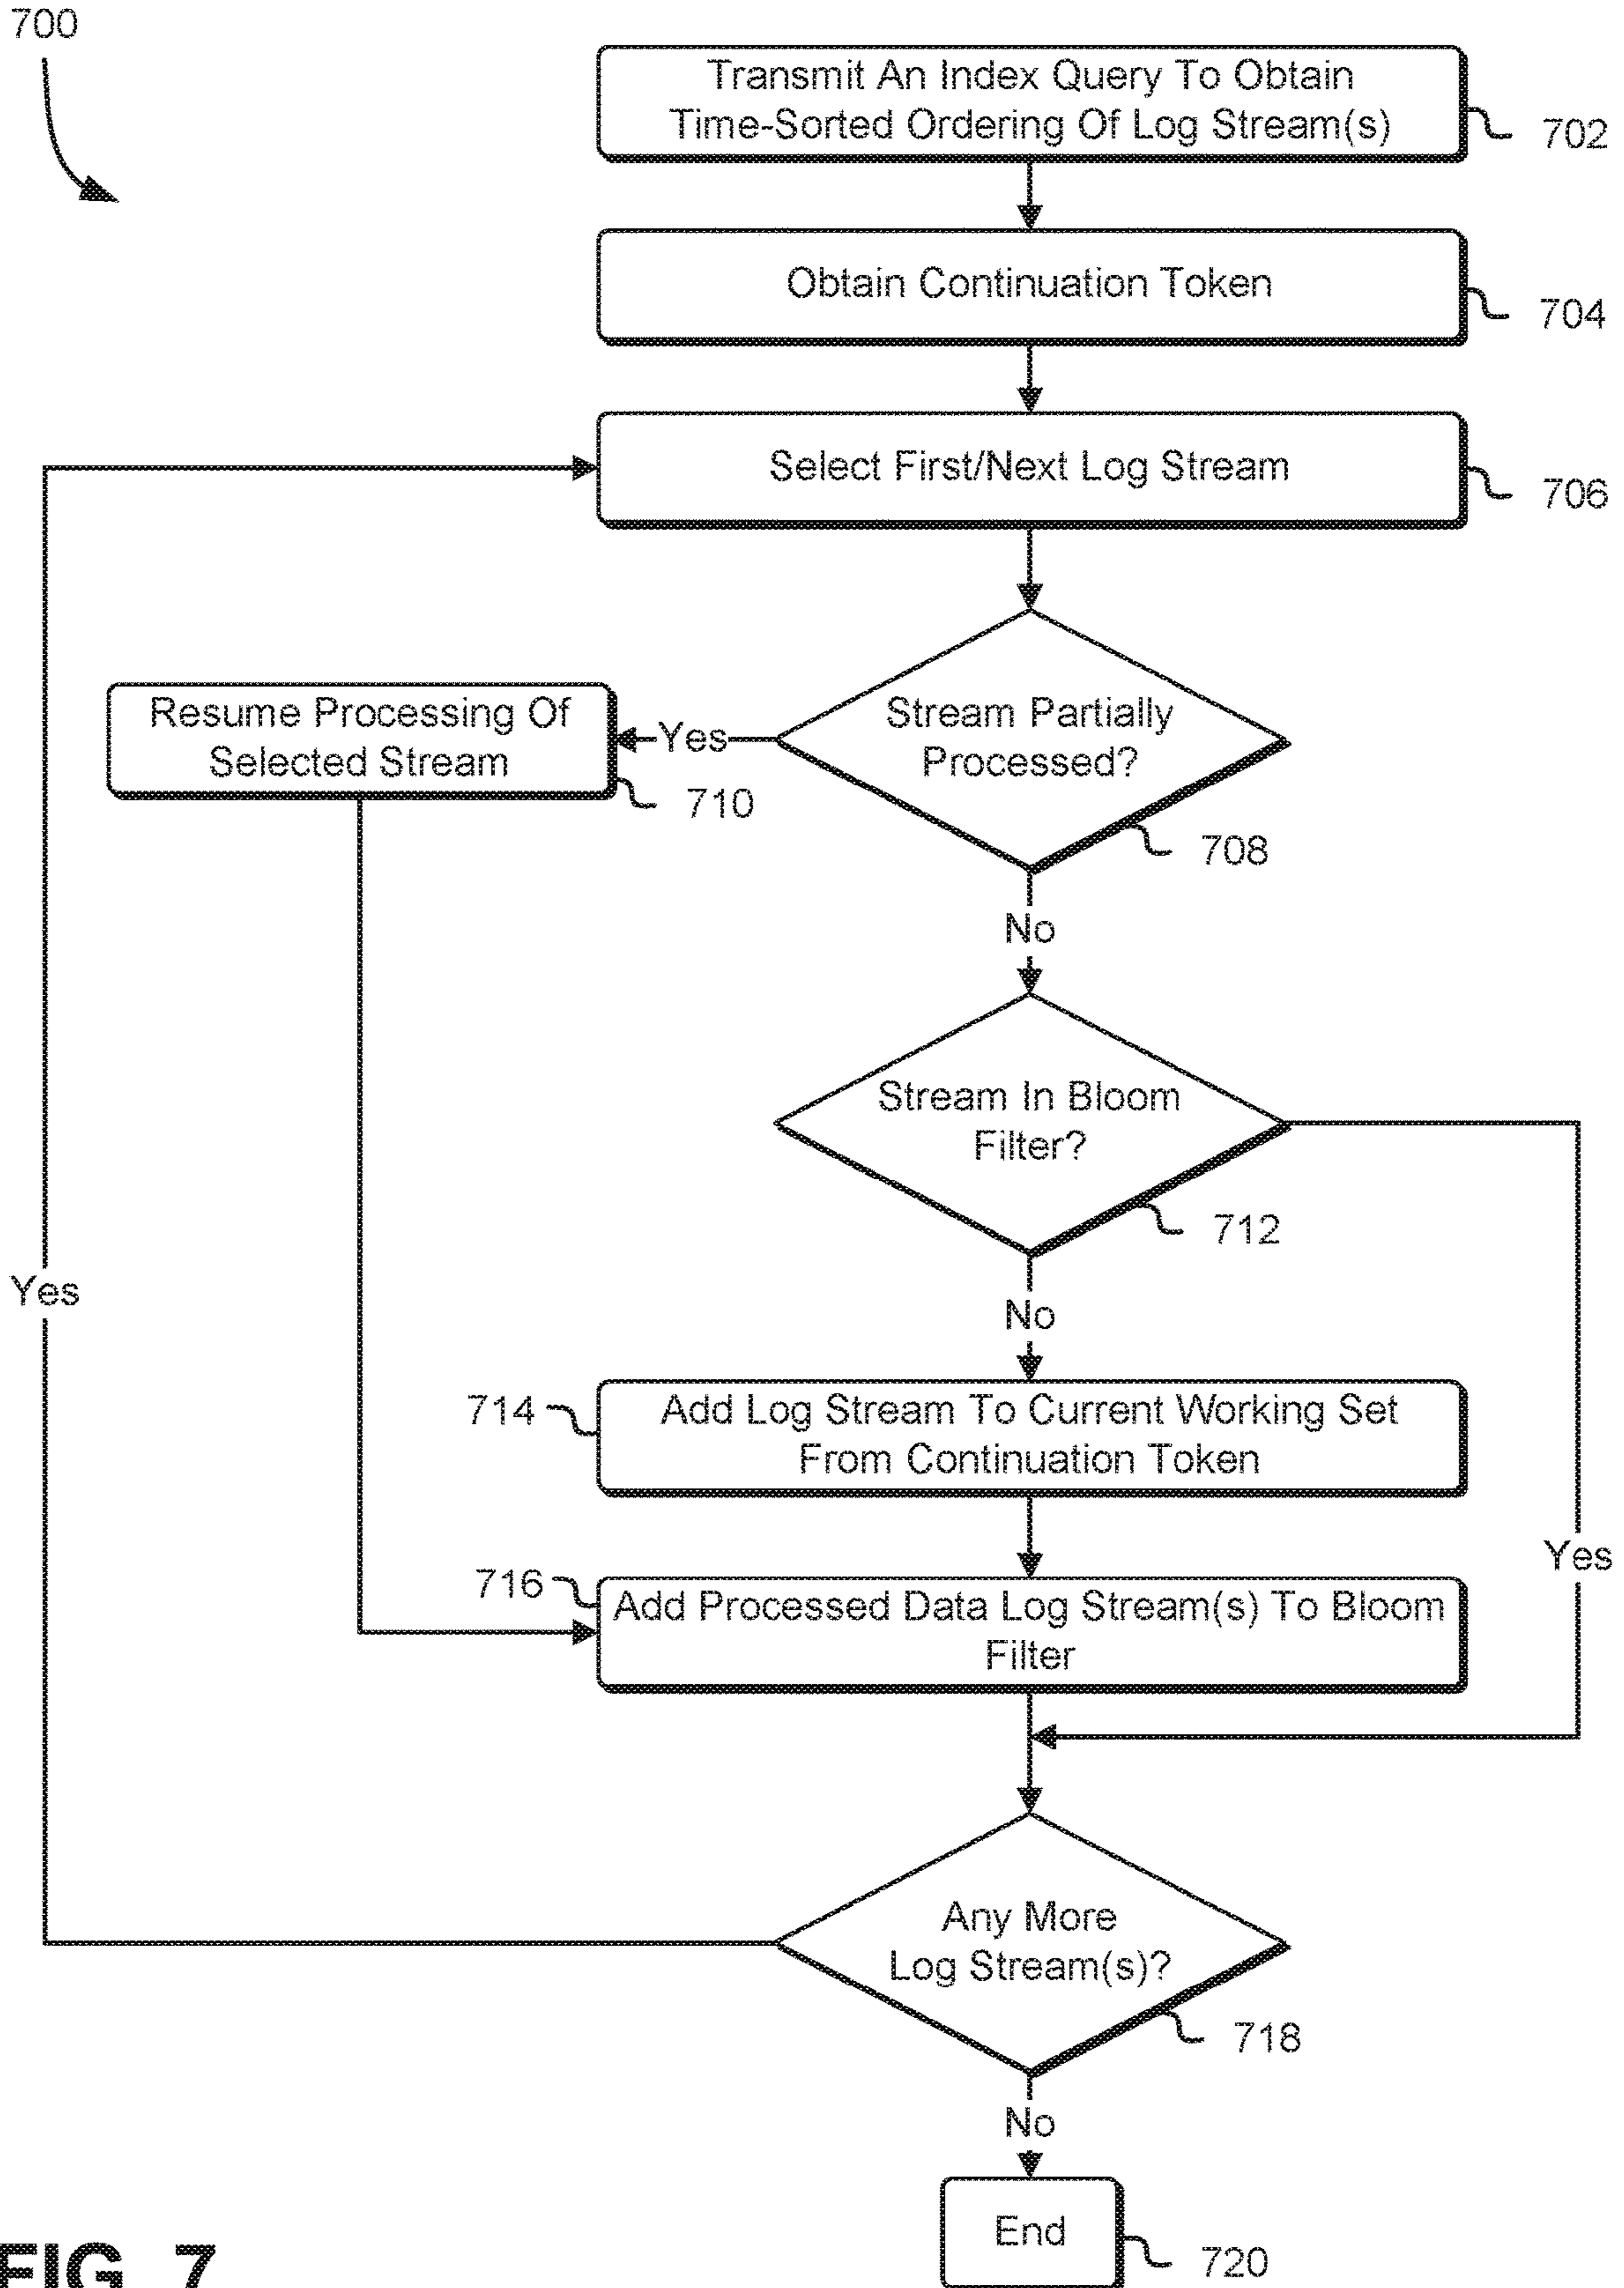 700
Transmit An Index Query To Obtain
Time-Sorted Ordering Of Log Stream(s)
702
Obtain Continuation Token
704
Select First/Next Log Stream
706
Stream Partially
Processed?
708
Yes
Resume Processing Of
Selected Stream
710
No
Stream In Bloom
Filter?
712
Yes
No
714
Add Log Stream To Current Working Set
From Continuation Token
Yes
716
Add Processed Data Log Stream(s) To Bloom
Filter
Any More
Log Stream(s)?
718
No
End
720
FIG. 7